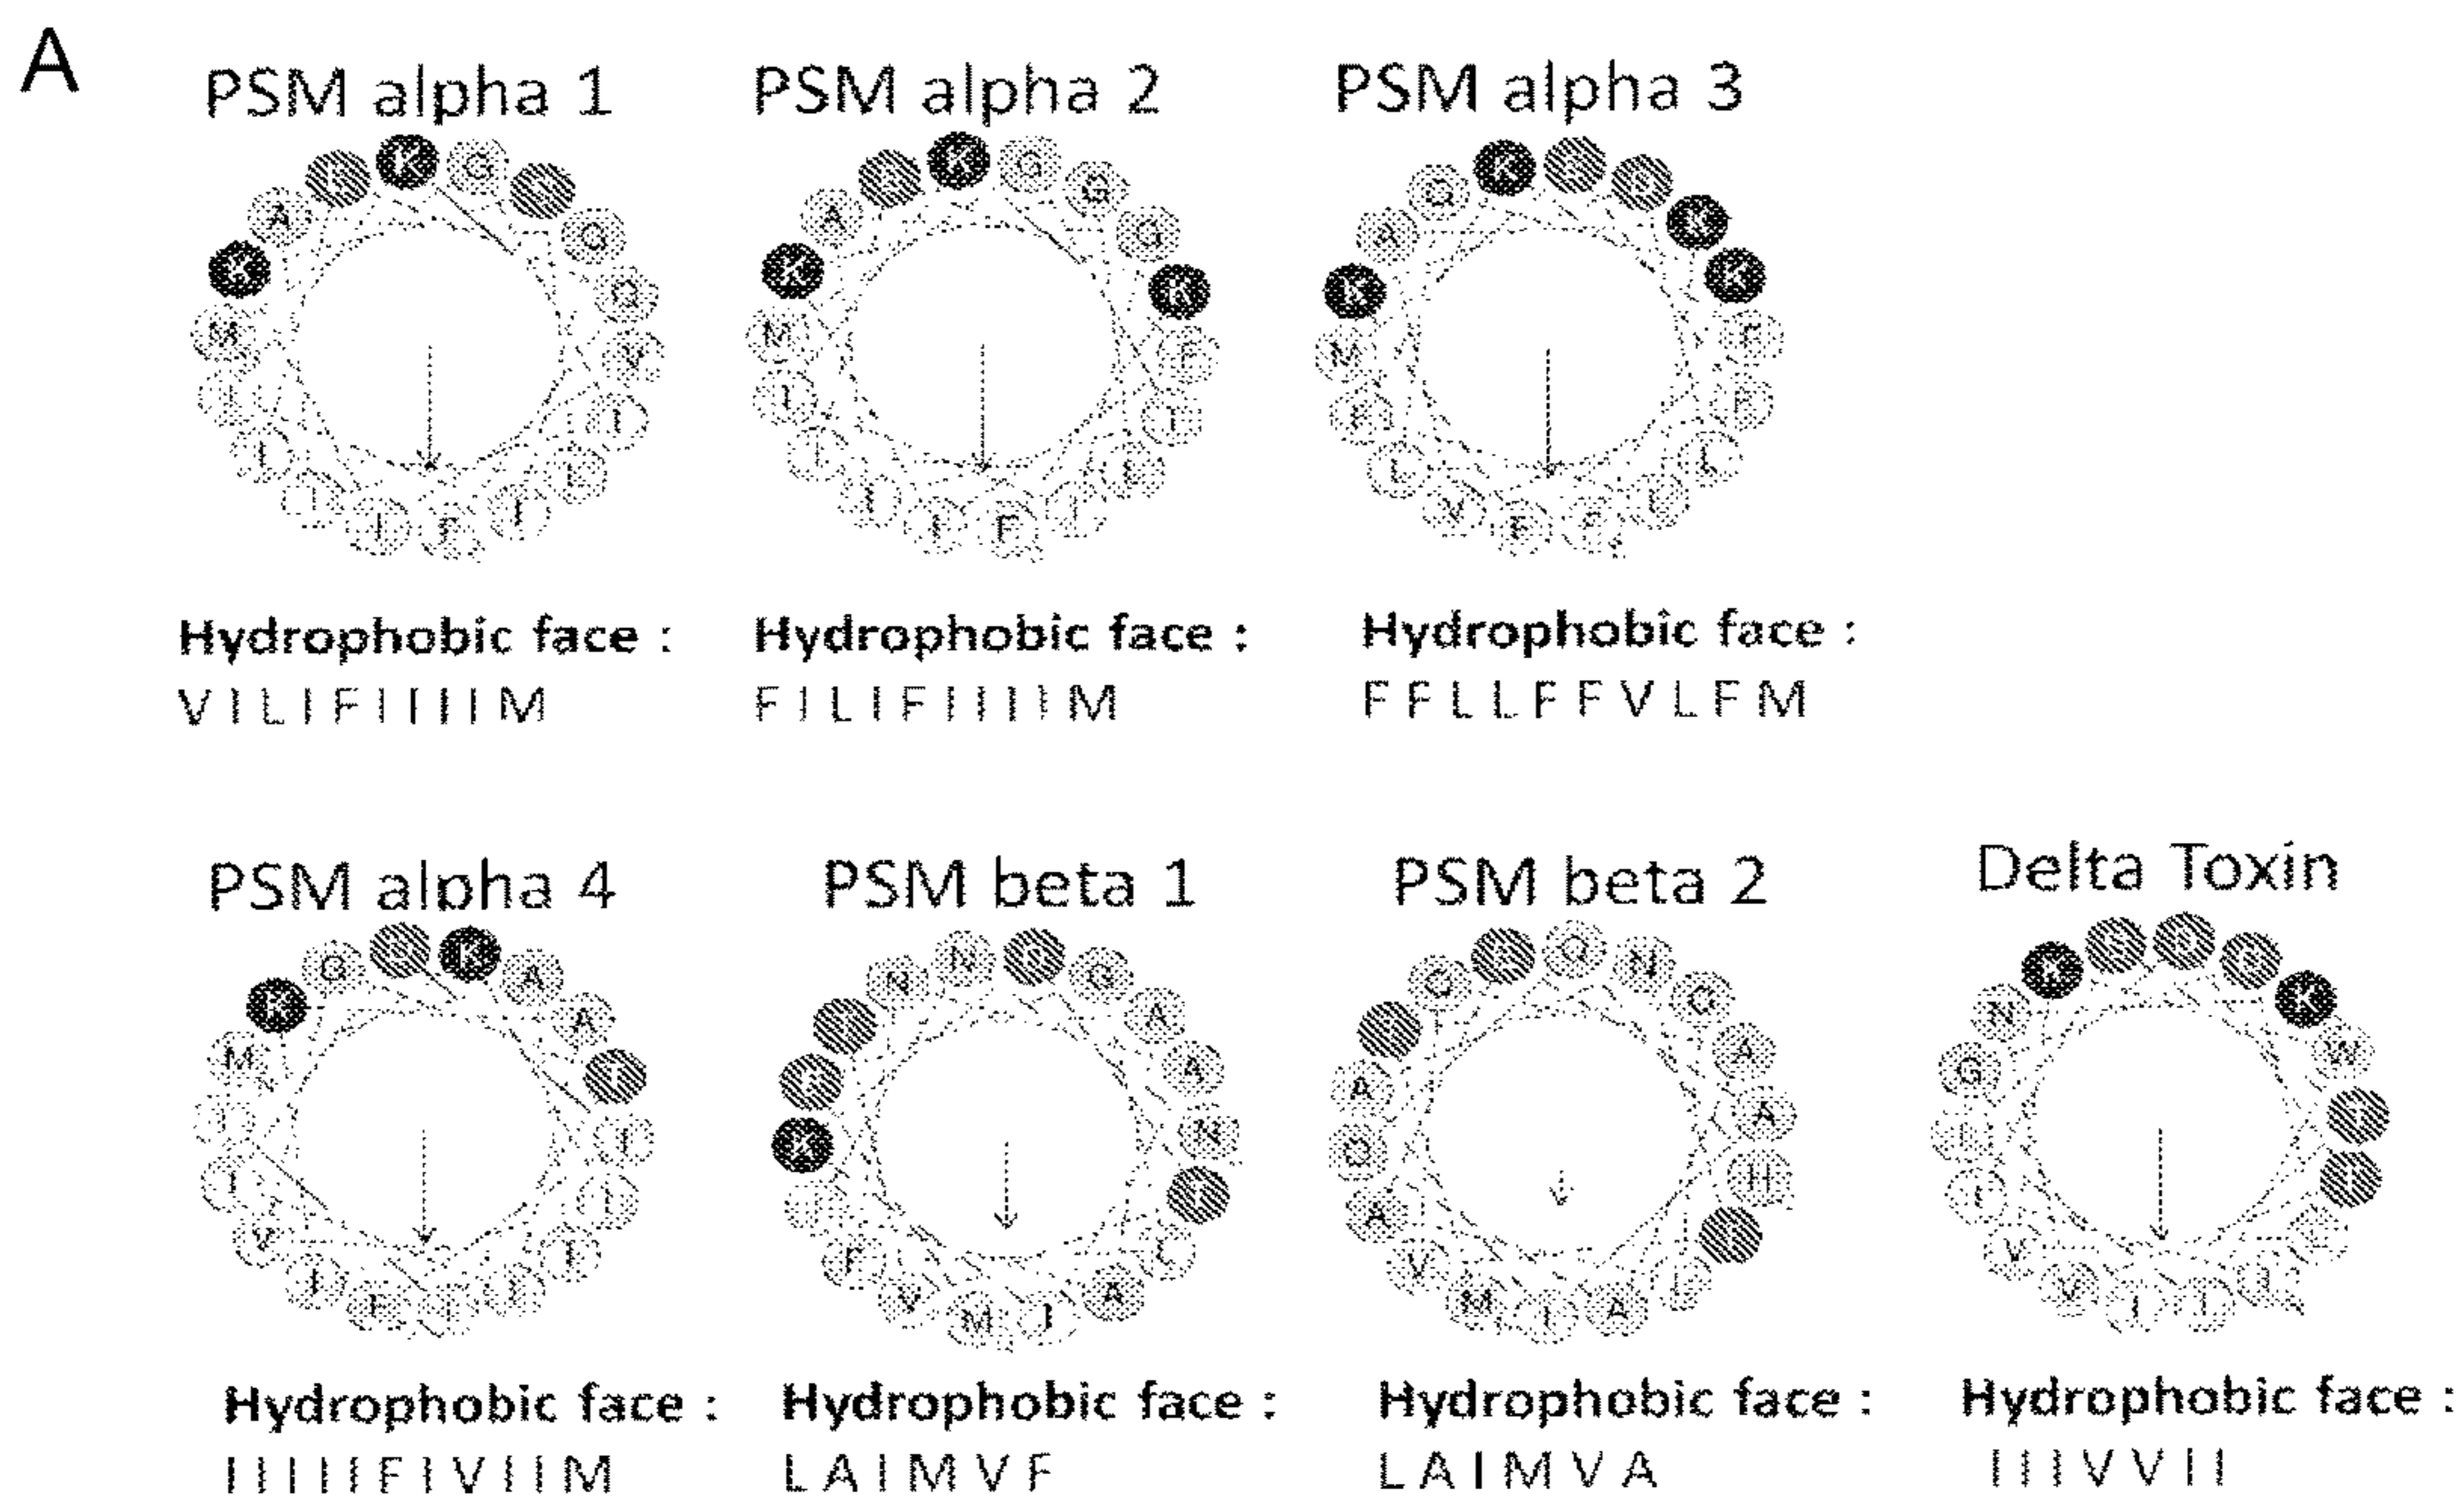 A
PSM alpha 1
PSM alpha 2
PSM alpha 3
K G
A G
K Q
M V
I I
I L
I I F I
K G
A G
K G
M K
I F
I I
I L
I I F I
K
G
A K
K K
M F
F F
L L
V F F L
Hydrophobic face :
V I L I F I I I I M
Hydrophobic face :
F I L I F I I I I M
Hydrophobic face :
F F L L F F V L F M
PSM alpha 4
PSM beta 1
PSM beta 2
Delta Toxin
G K A
K A
M T
I I
I I
V I
I F I I
N N G
N A
A
K N
T
F L
V M I A
G Q N
G
A A
Q A
A H
V
M I A L
K
N K
G W
I T
I T
V
V I I I
Hydrophobic face :
I I I I I F I V I I M
Hydrophobic face :
L A I M V F
Hydrophobic face :
L A I M V A
Hydrophobic face :
I I I V V I I